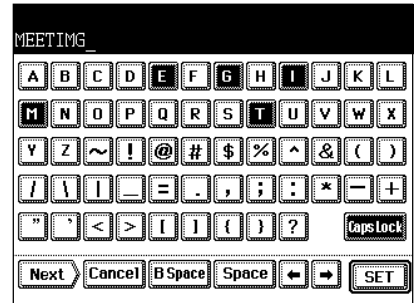 MEETIMG_
A B C D E F G H I J K L
M N O P Q R S T U V W X
Y Z ~ ! @ # $ % ^ & ( )
/ \ | _ = . , ; : * − +
" ' < > [ ] { } ? Caps Lock
Next Cancel B Space Space ← → SET